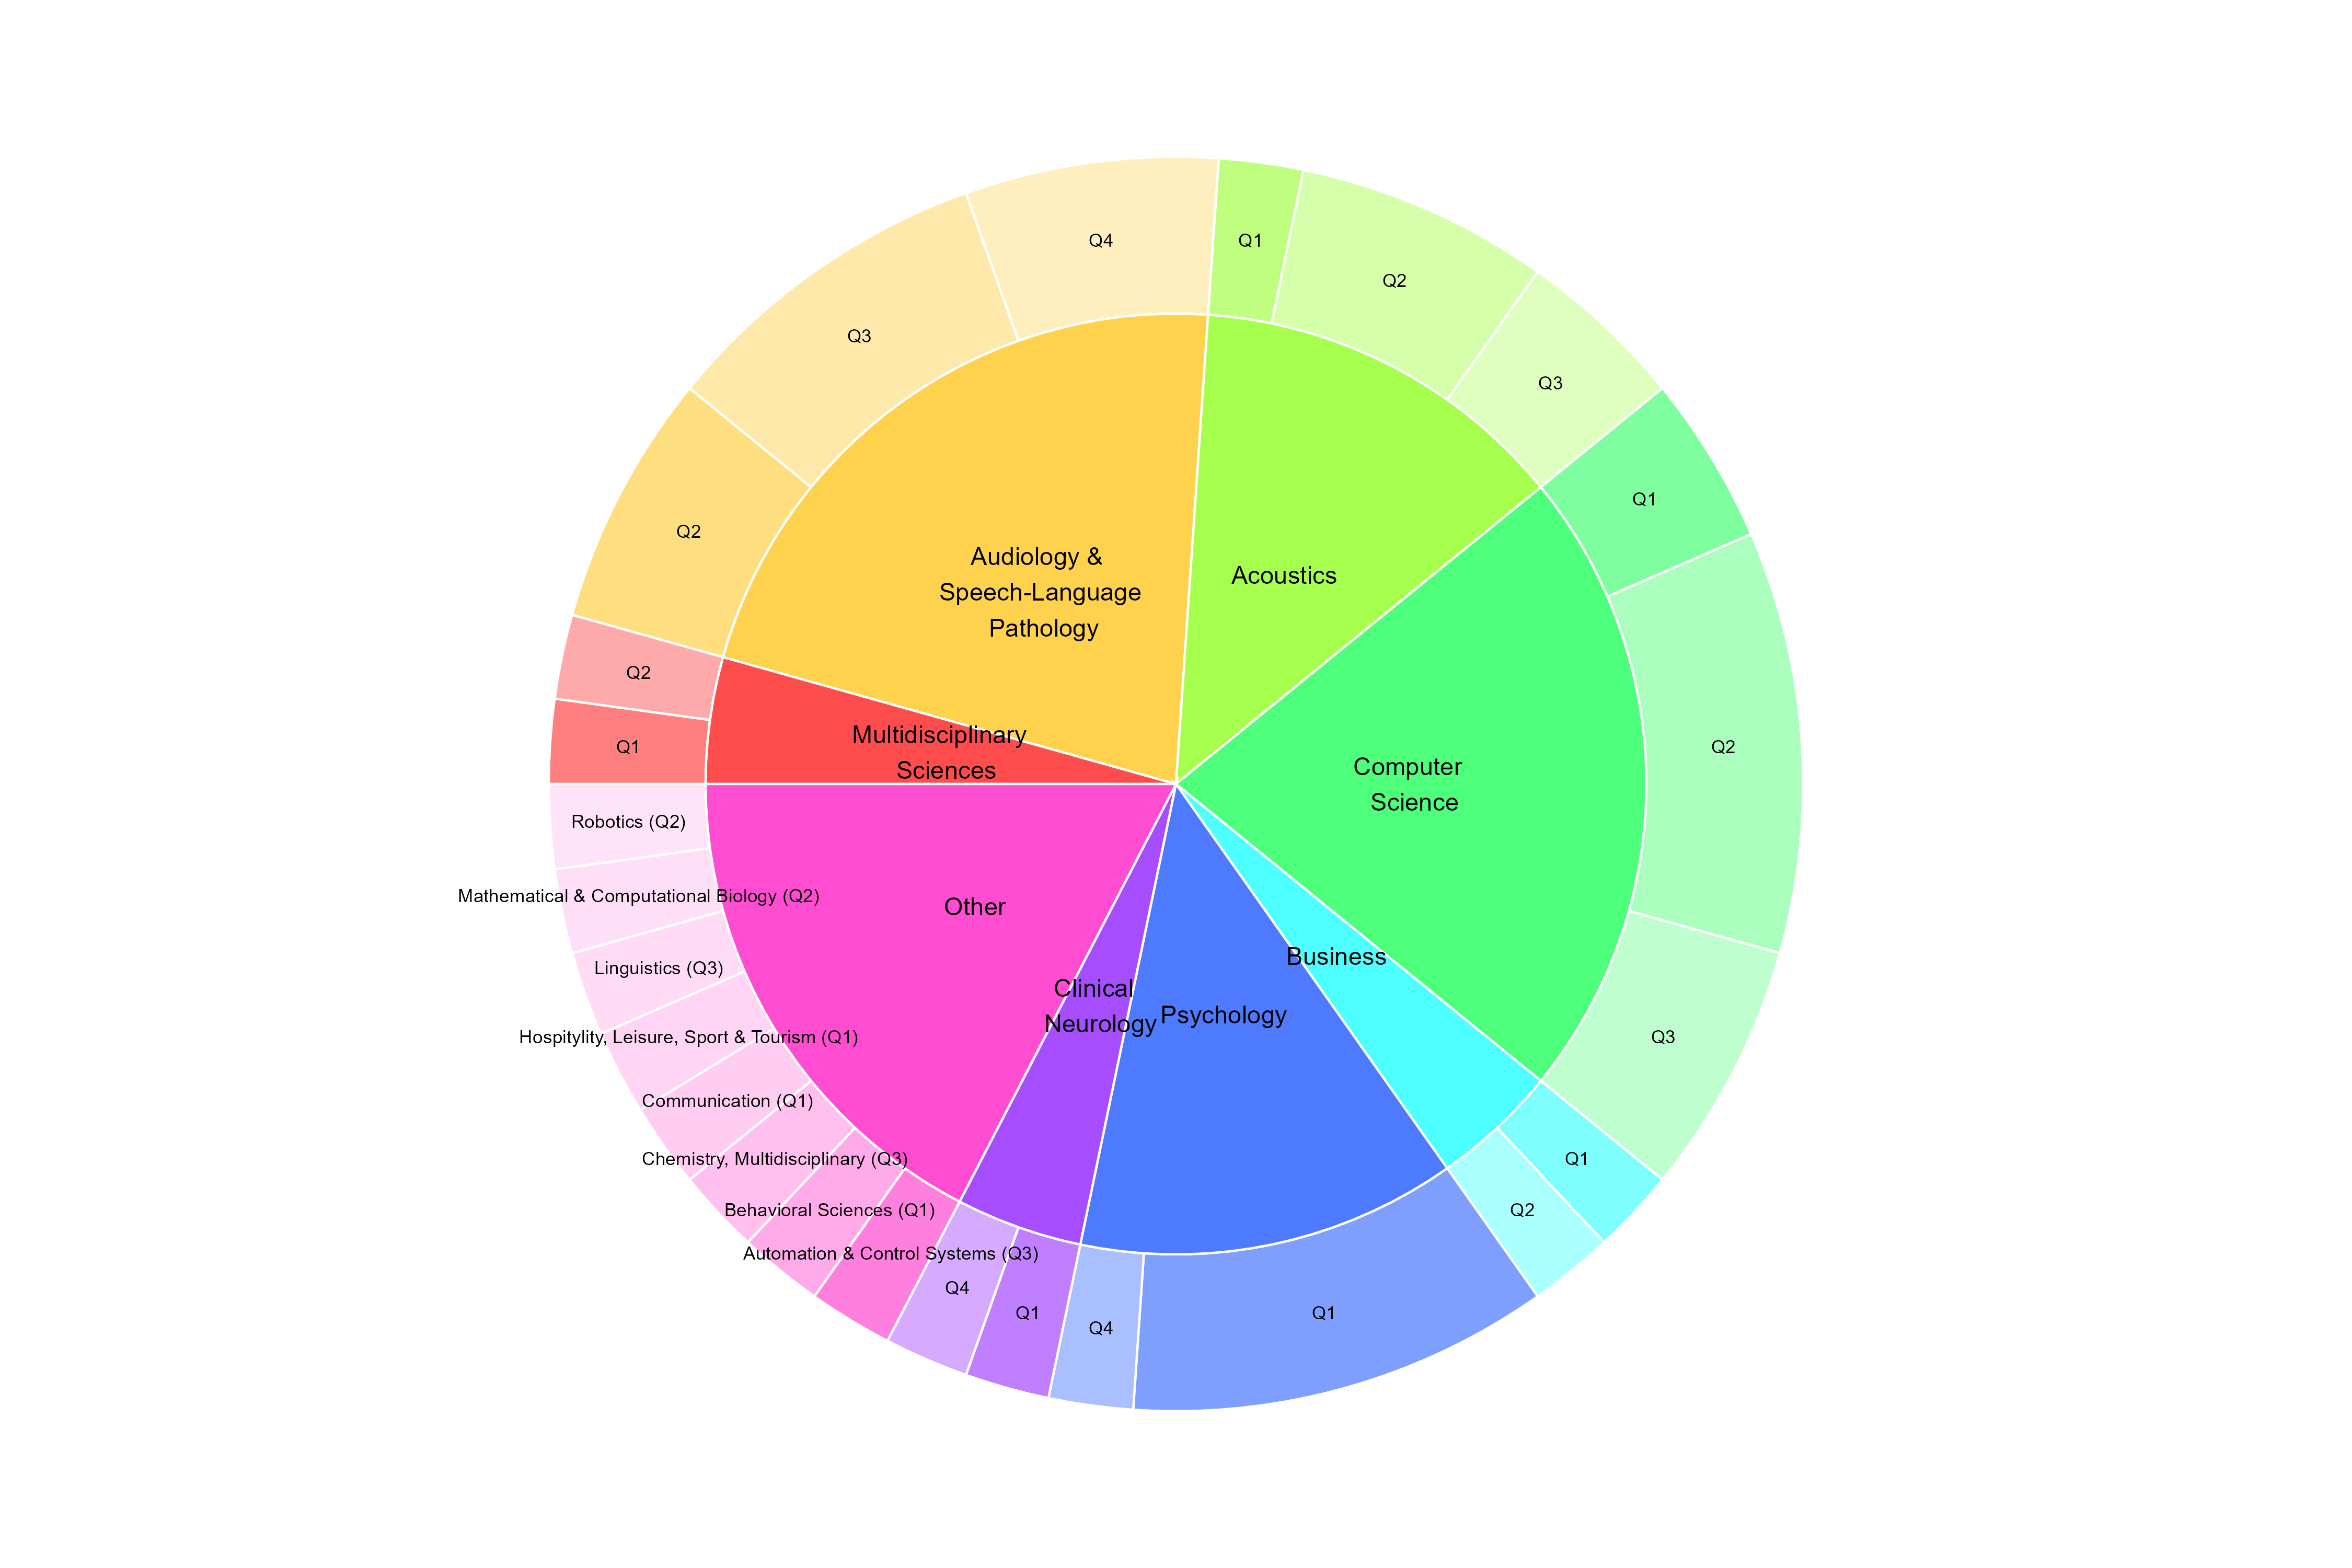 Q4
Q1
Q2
Q3
Q3
Q2
Q1
Audiology &
Speech-Language
Pathology
Acoustics
Q2
Q2
Q1
Multidisciplinary
Sciences
Computer
Science
Q2
Robotics (Q2)
Mathematical & Computational Biology (Q2)
Other
Linguistics (Q3)
Business
Clinical
Neurology
Psychology
Hospitylity, Leisure, Sport & Tourism (Q1)
Q3
Communication (Q1)
Chemistry, Multidisciplinary (Q3)
Q1
Behavioral Sciences (Q1)
Q2
Automation & Control Systems (Q3)
Q4
Q1
Q4
Q1